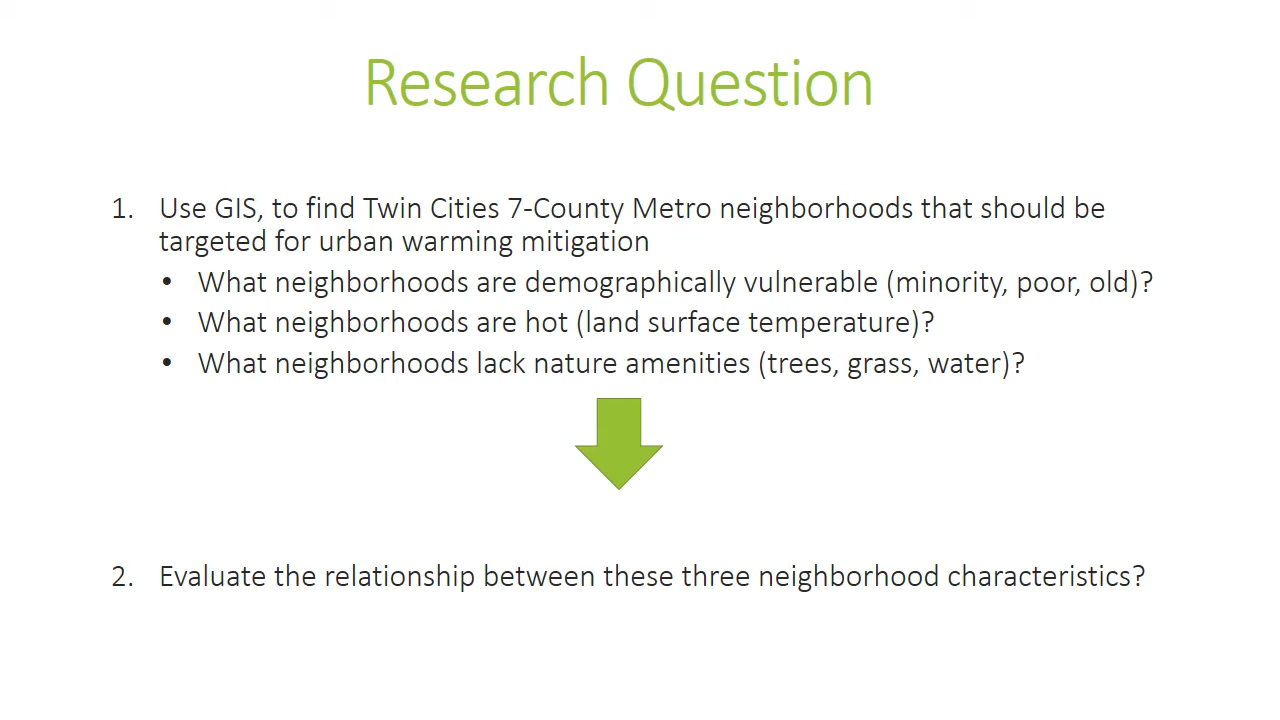 Research Question
1. Use GIS, to find Twin Cities 7-County Metro neighborhoods that should be
targeted for urban warming mitigation
• What neighborhoods are demographically vulnerable (minority, poor, old)?
• What neighborhoods are hot (land surface temperature)?
• What neighborhoods lack nature amenities (trees, grass, water)?
2. Evaluate the relationship between these three neighborhood characteristics?